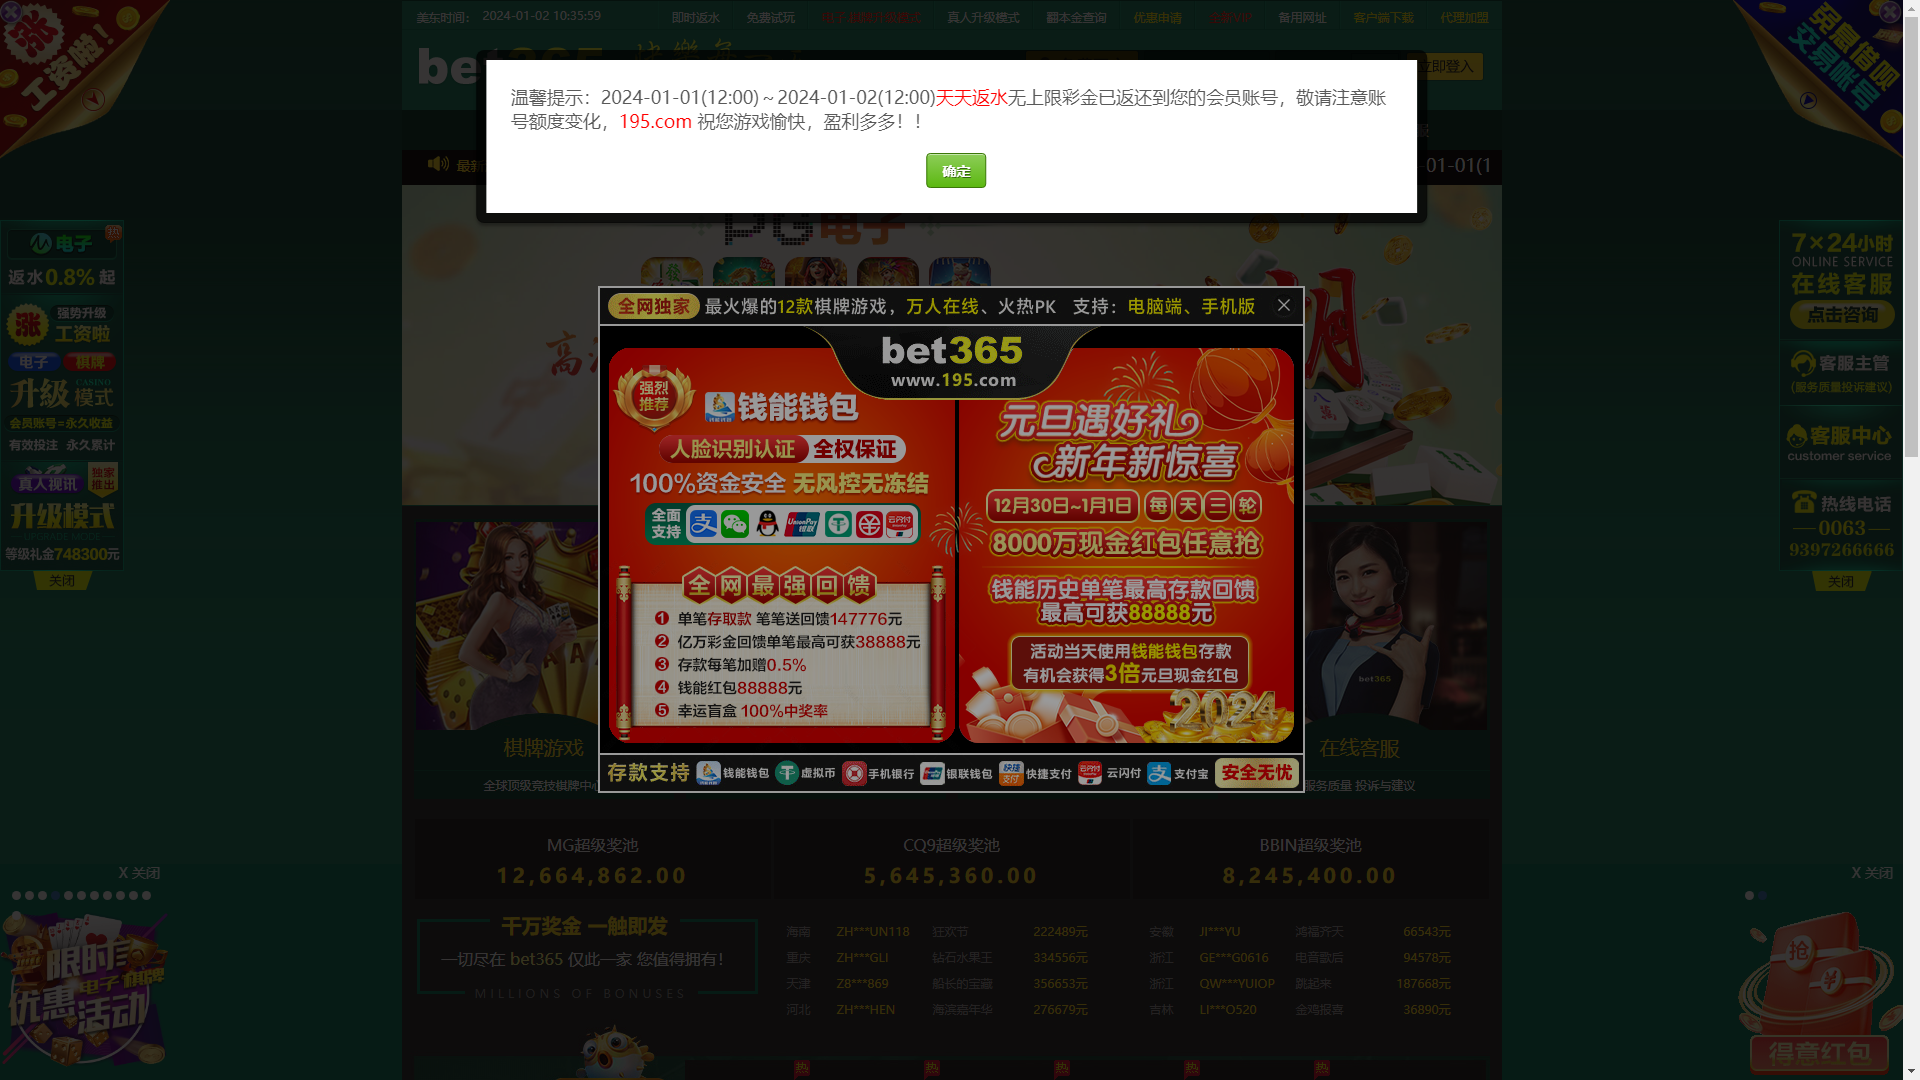 美东时间： 2024-01-02 10:35:59
即时返水 免费试玩
真人升级模式 翻本金查询 优惠申请
备用网址 客户端下载 代理加盟
立即登入
温馨提示：2024-01-01(12:00) ~ 2024-01-02(12:00)天天返水无上限彩金已返还到您的会员账号，敬请注意账
号额度变化，195.com 祝您游戏愉快，盈利多多！！
确定
工资啦！
免息借呗
交易账号
最新
-01-01(1
PG电子
电子 热
返水0.8%起
涨 强势升级
工资啦
电子 棋牌
升级 CASINO
模式
会员账号=永久收益
有效投注 永久累计
真人视讯 独家推出
升级模式
UPGRADE MODE
等级礼金748300元
关闭
7×24小时
ONLINE SERVICE
在线客服
点击咨询
客服主管
(服务质量投诉建议)
客服中心
customer service
热线电话
0063
9397266666
关闭
全网独家 最火爆的12款棋牌游戏，万人在线、火热PK 支持：电脑端、手机版
bet365
www.195.com
强烈
推荐
钱能钱包
人脸识别认证 全权保证
100%资金安全 无风控无冻结
全面
支持
UnionPay
银联
云闪付
全网最强回馈
1 单笔存取款 笔笔送回馈147776元
2 亿万彩金回馈单笔最高可获38888元
3 存款每笔加赠0.5%
4 钱能红包88888元
5 幸运盲盒 100%中奖率
元旦遇好礼
新年新惊喜
12月30日~1月1日 每天三轮
8000万现金红包任意抢
钱能历史单笔最高存款回馈
最高可获88888元
活动当天使用钱能钱包存款
有机会获得3倍元旦现金红包
2024
存款支持 钱能钱包 虚拟币 手机银行 银联钱包 快捷支付 云闪付 支付宝 安全无忧
bet365
棋牌游戏
全球顶级竞技棋牌中心
在线客服
服务质量 投诉与建议
MG超级奖池
12,664,862.00
CQ9超级奖池
5,645,360.00
BBIN超级奖池
8,245,400.00
千万奖金 一触即发
一切尽在 bet365 仅此一家 您值得拥有！
MILLIONS OF BONUSES
海南 ZH***UN118 狂欢节 222489元
重庆 ZH***GLI 钻石水果王 334556元
天津 Z8***869 船长的宝藏 356653元
河北 ZH***HEN 海滨嘉年华 276679元
安徽 JI***YU 鸿福齐天 66543元
浙江 GE***G0616 电音歌后 94578元
浙江 QW***YUIOP 跳起来 187668元
吉林 LI***O520 金鸡报喜 36890元
热 热 热 热 热
X 关闭
限时
电子 棋牌
优惠活动
X 关闭
抢
得意红包